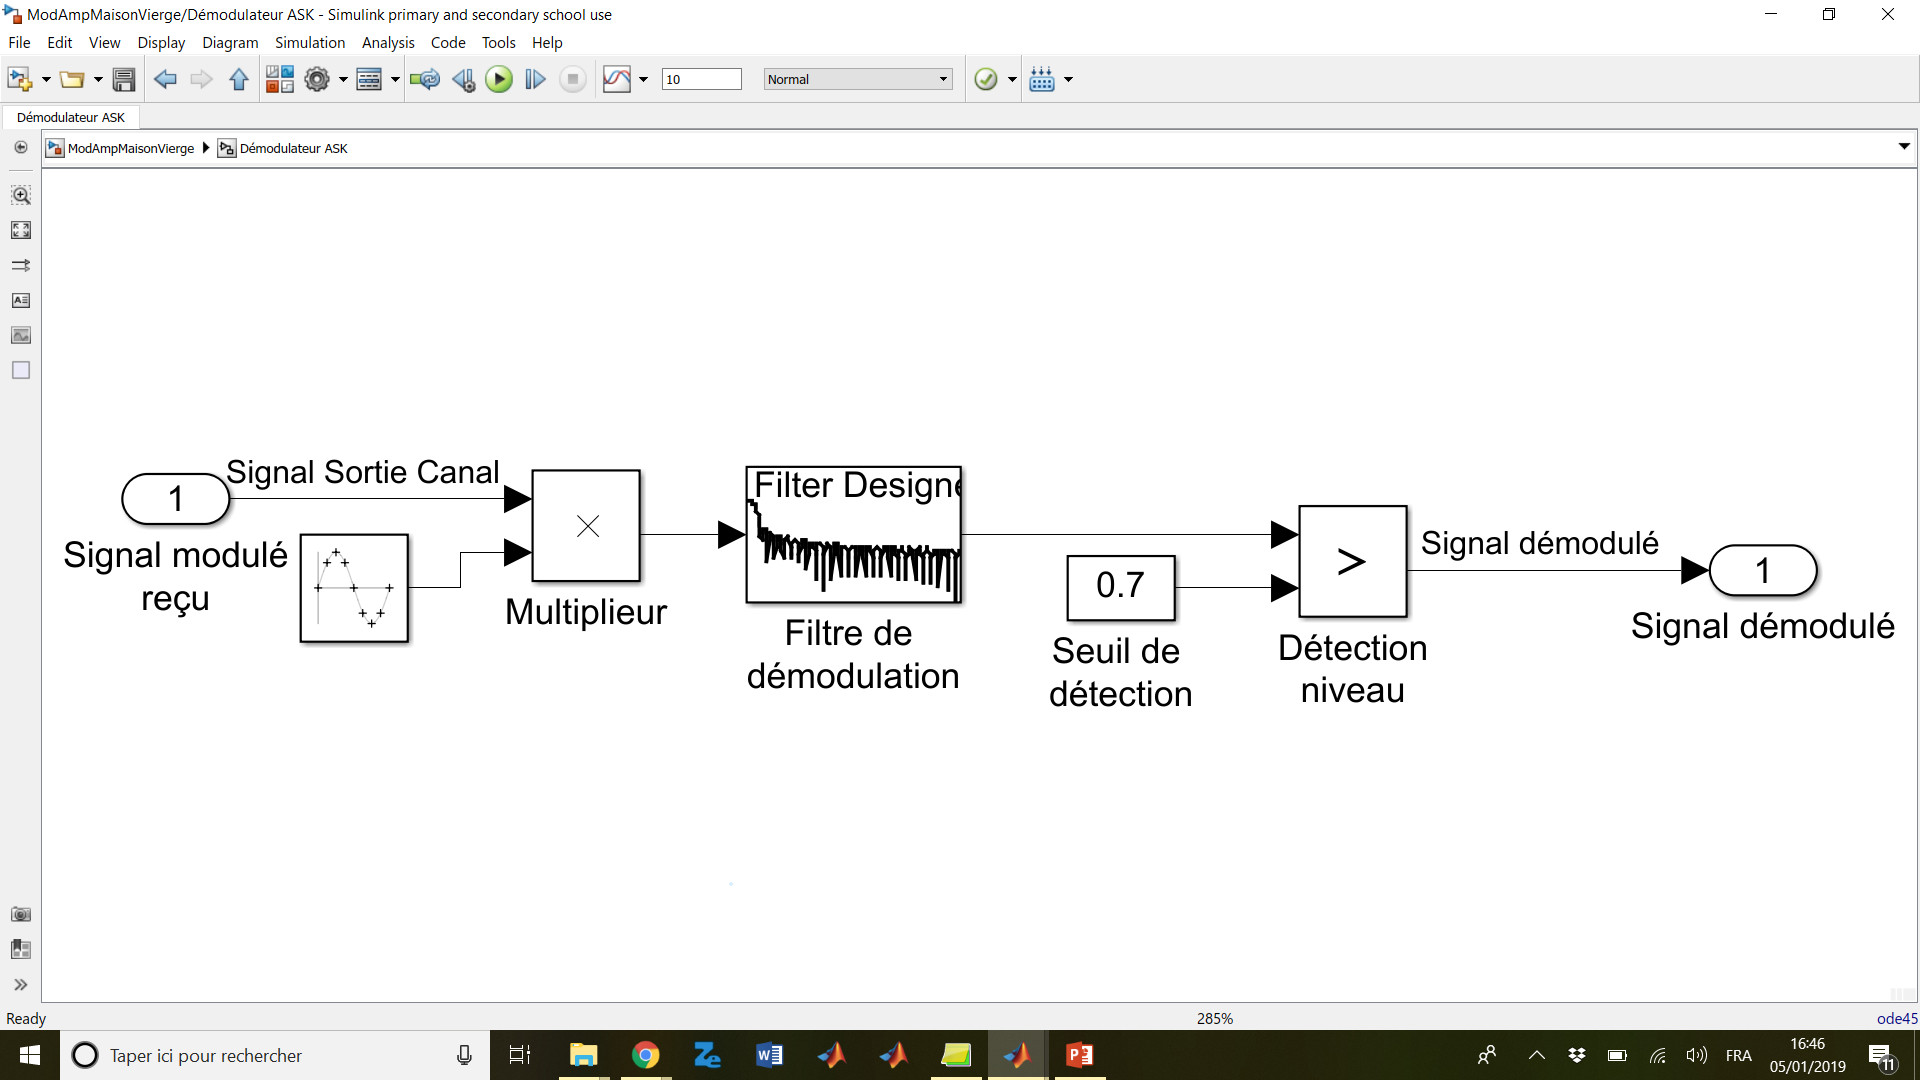 ModAmpMaisonVierge/Démodulateur ASK - Simulink primary and secondary school use
File Edit View Display Diagram Simulation Analysis Code Tools Help
10 Normal
Démodulateur ASK
ModAmpMaisonVierge Démodulateur ASK
Signal Sortie Canal
1
Signal modulé
reçu
×
Multiplieur
Filter Designe
Filtre de
démodulation
0.7
Seuil de
détection
>
Détection
niveau
Signal démodulé
1
Signal démodulé
Ready 285% ode45
Taper ici pour rechercher
FRA
16:46
05/01/2019
11